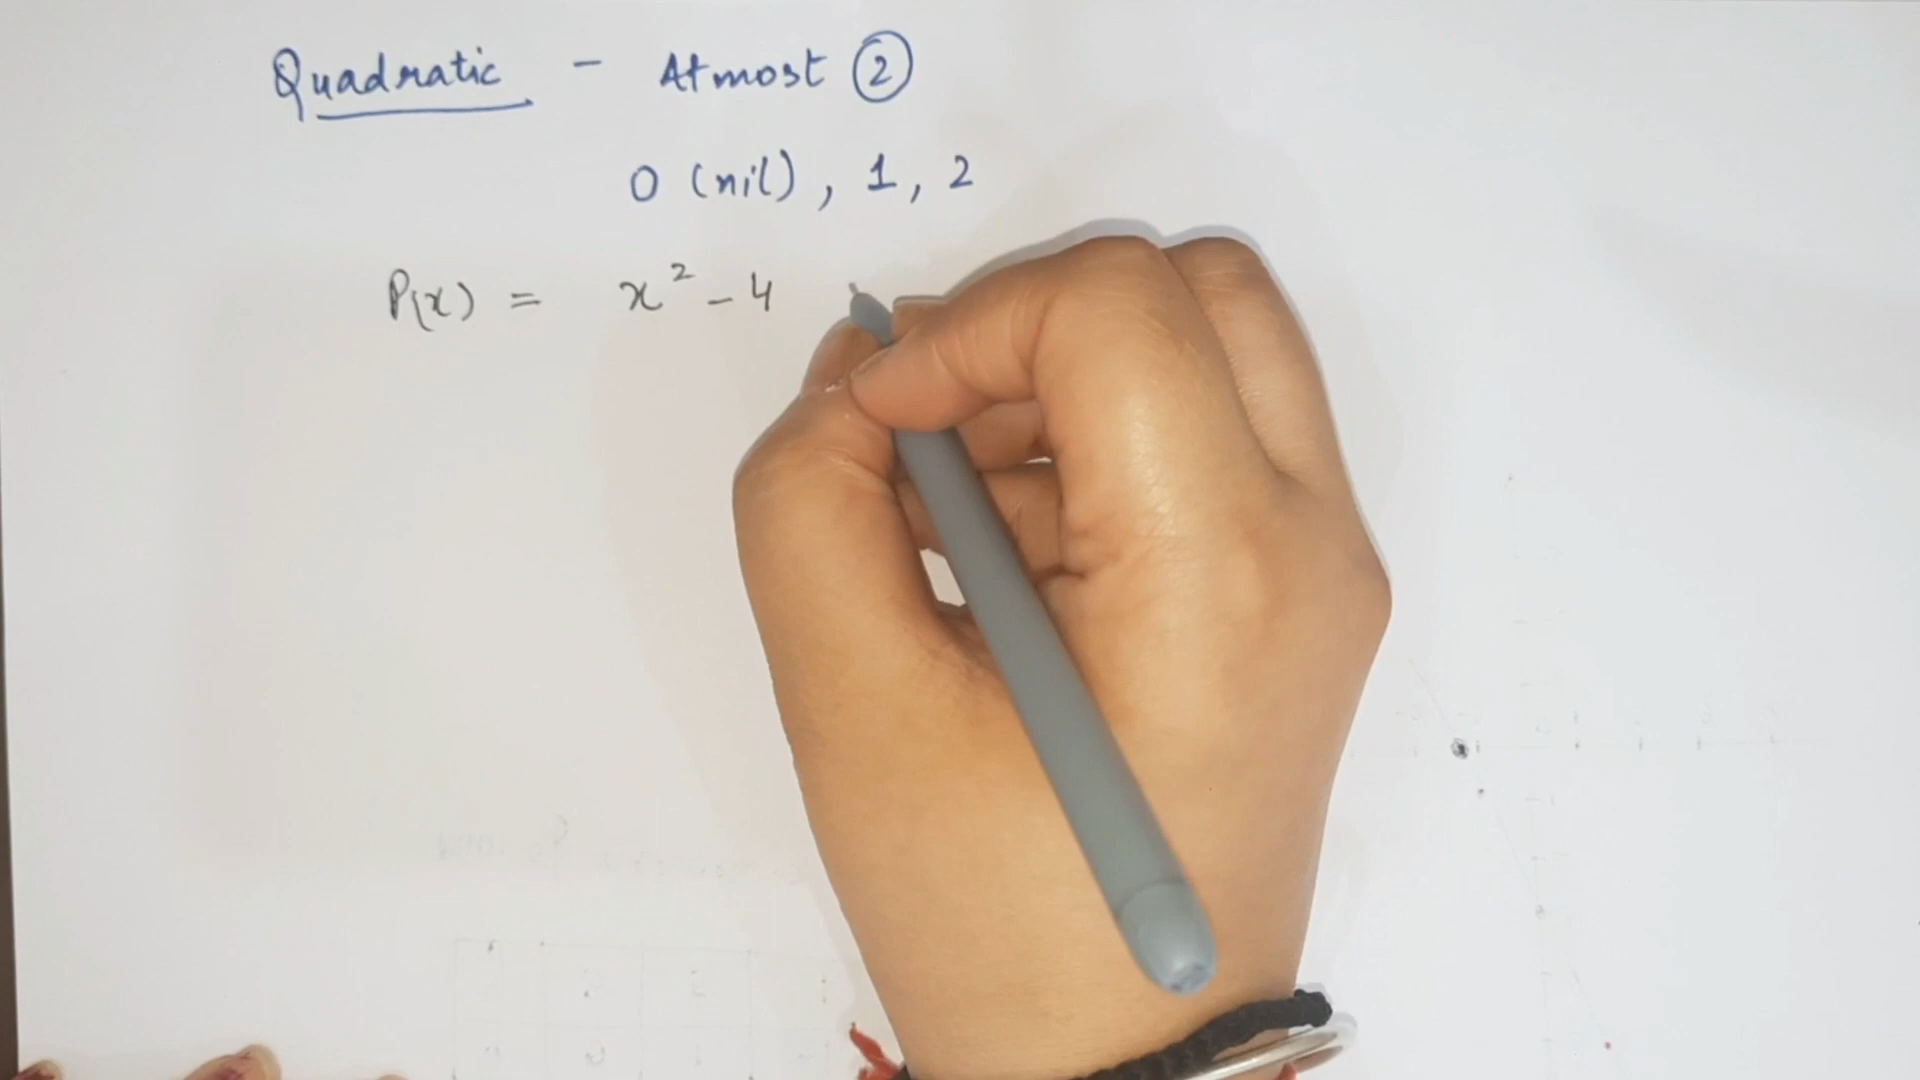 Quadratic - Atmost 2
0 (nil), 1, 2
P(x) = x² - 4